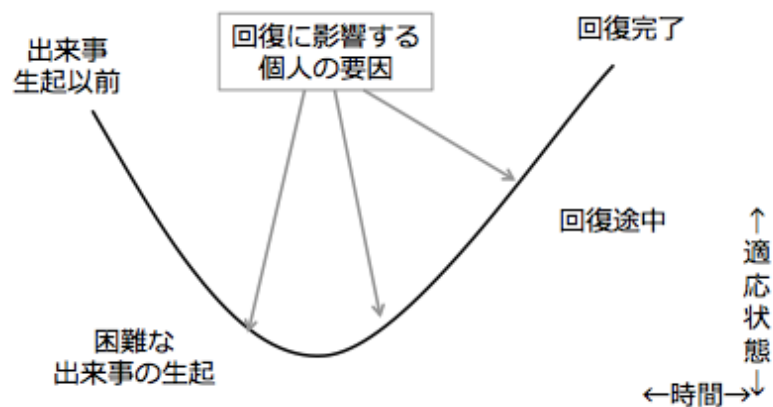 出来事
生起以前
回復に影響する
個人の要因
回復完了
回復途中
困難な
出来事の生起
↑適応状態↓
←時間→